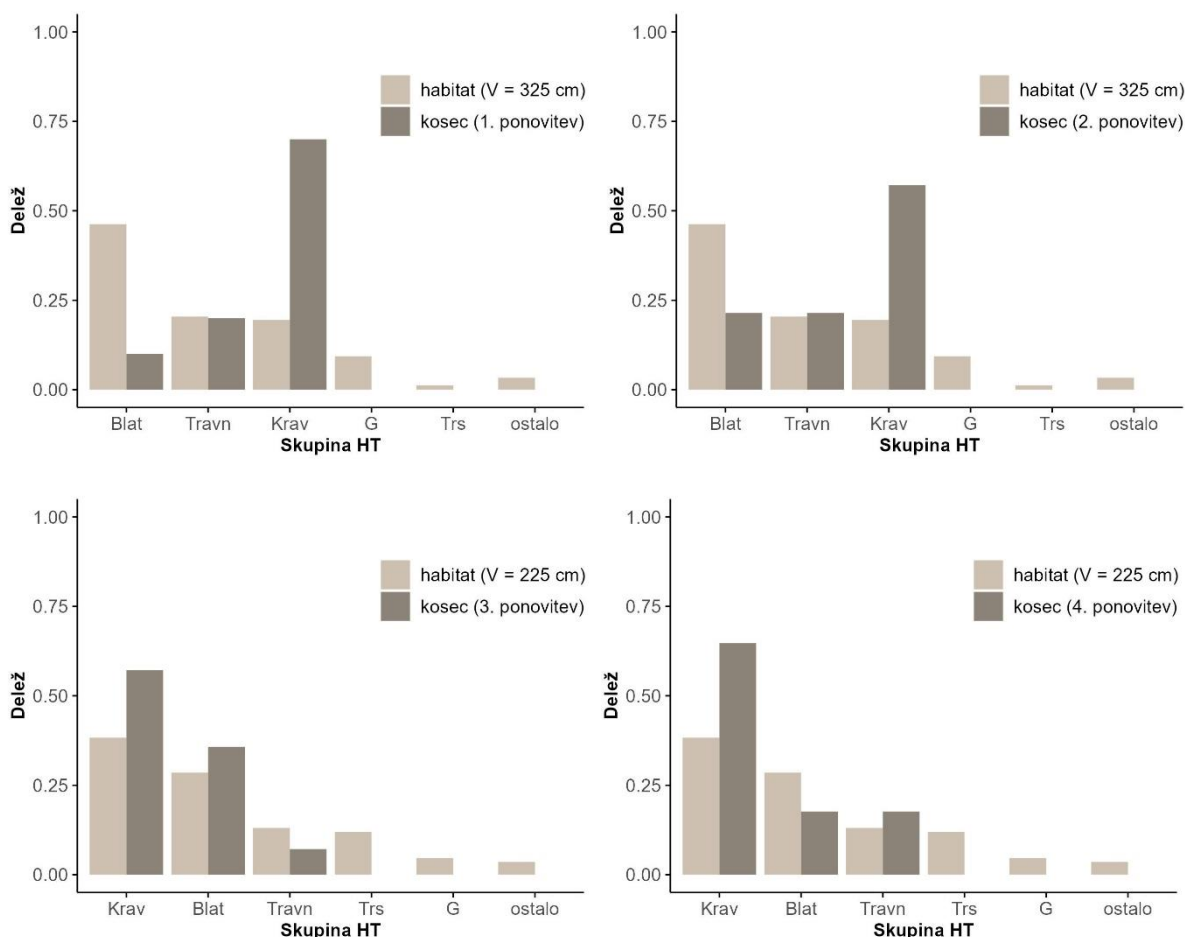 1.00
0.75
0.50
0.25
0.00
Delež
habitat (V = 325 cm)
kosec (1. ponovitev)
Blat Travn Krav G Trs ostalo
Skupina HT
1.00
0.75
0.50
0.25
0.00
Delež
habitat (V = 325 cm)
kosec (2. ponovitev)
Blat Travn Krav G Trs ostalo
Skupina HT
1.00
0.75
0.50
0.25
0.00
Delež
habitat (V = 225 cm)
kosec (3. ponovitev)
Krav Blat Travn Trs G ostalo
Skupina HT
1.00
0.75
0.50
0.25
0.00
Delež
habitat (V = 225 cm)
kosec (4. ponovitev)
Krav Blat Travn Trs G ostalo
Skupina HT